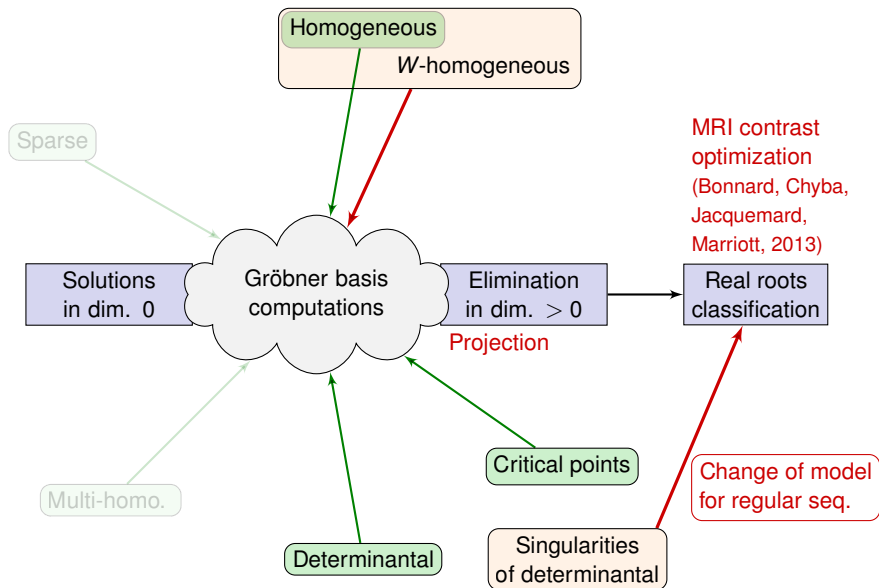 Homogeneous
W-homogeneous
Sparse
MRI contrast
optimization
(Bonnard, Chyba,
Jacquemard,
Marriott, 2013)
Solutions
in dim. 0
Gröbner basis
computations
Elimination
in dim. > 0
Real roots
classification
Projection
Critical points
Multi-homo.
Change of model
for regular seq.
Determinantal
Singularities
of determinantal